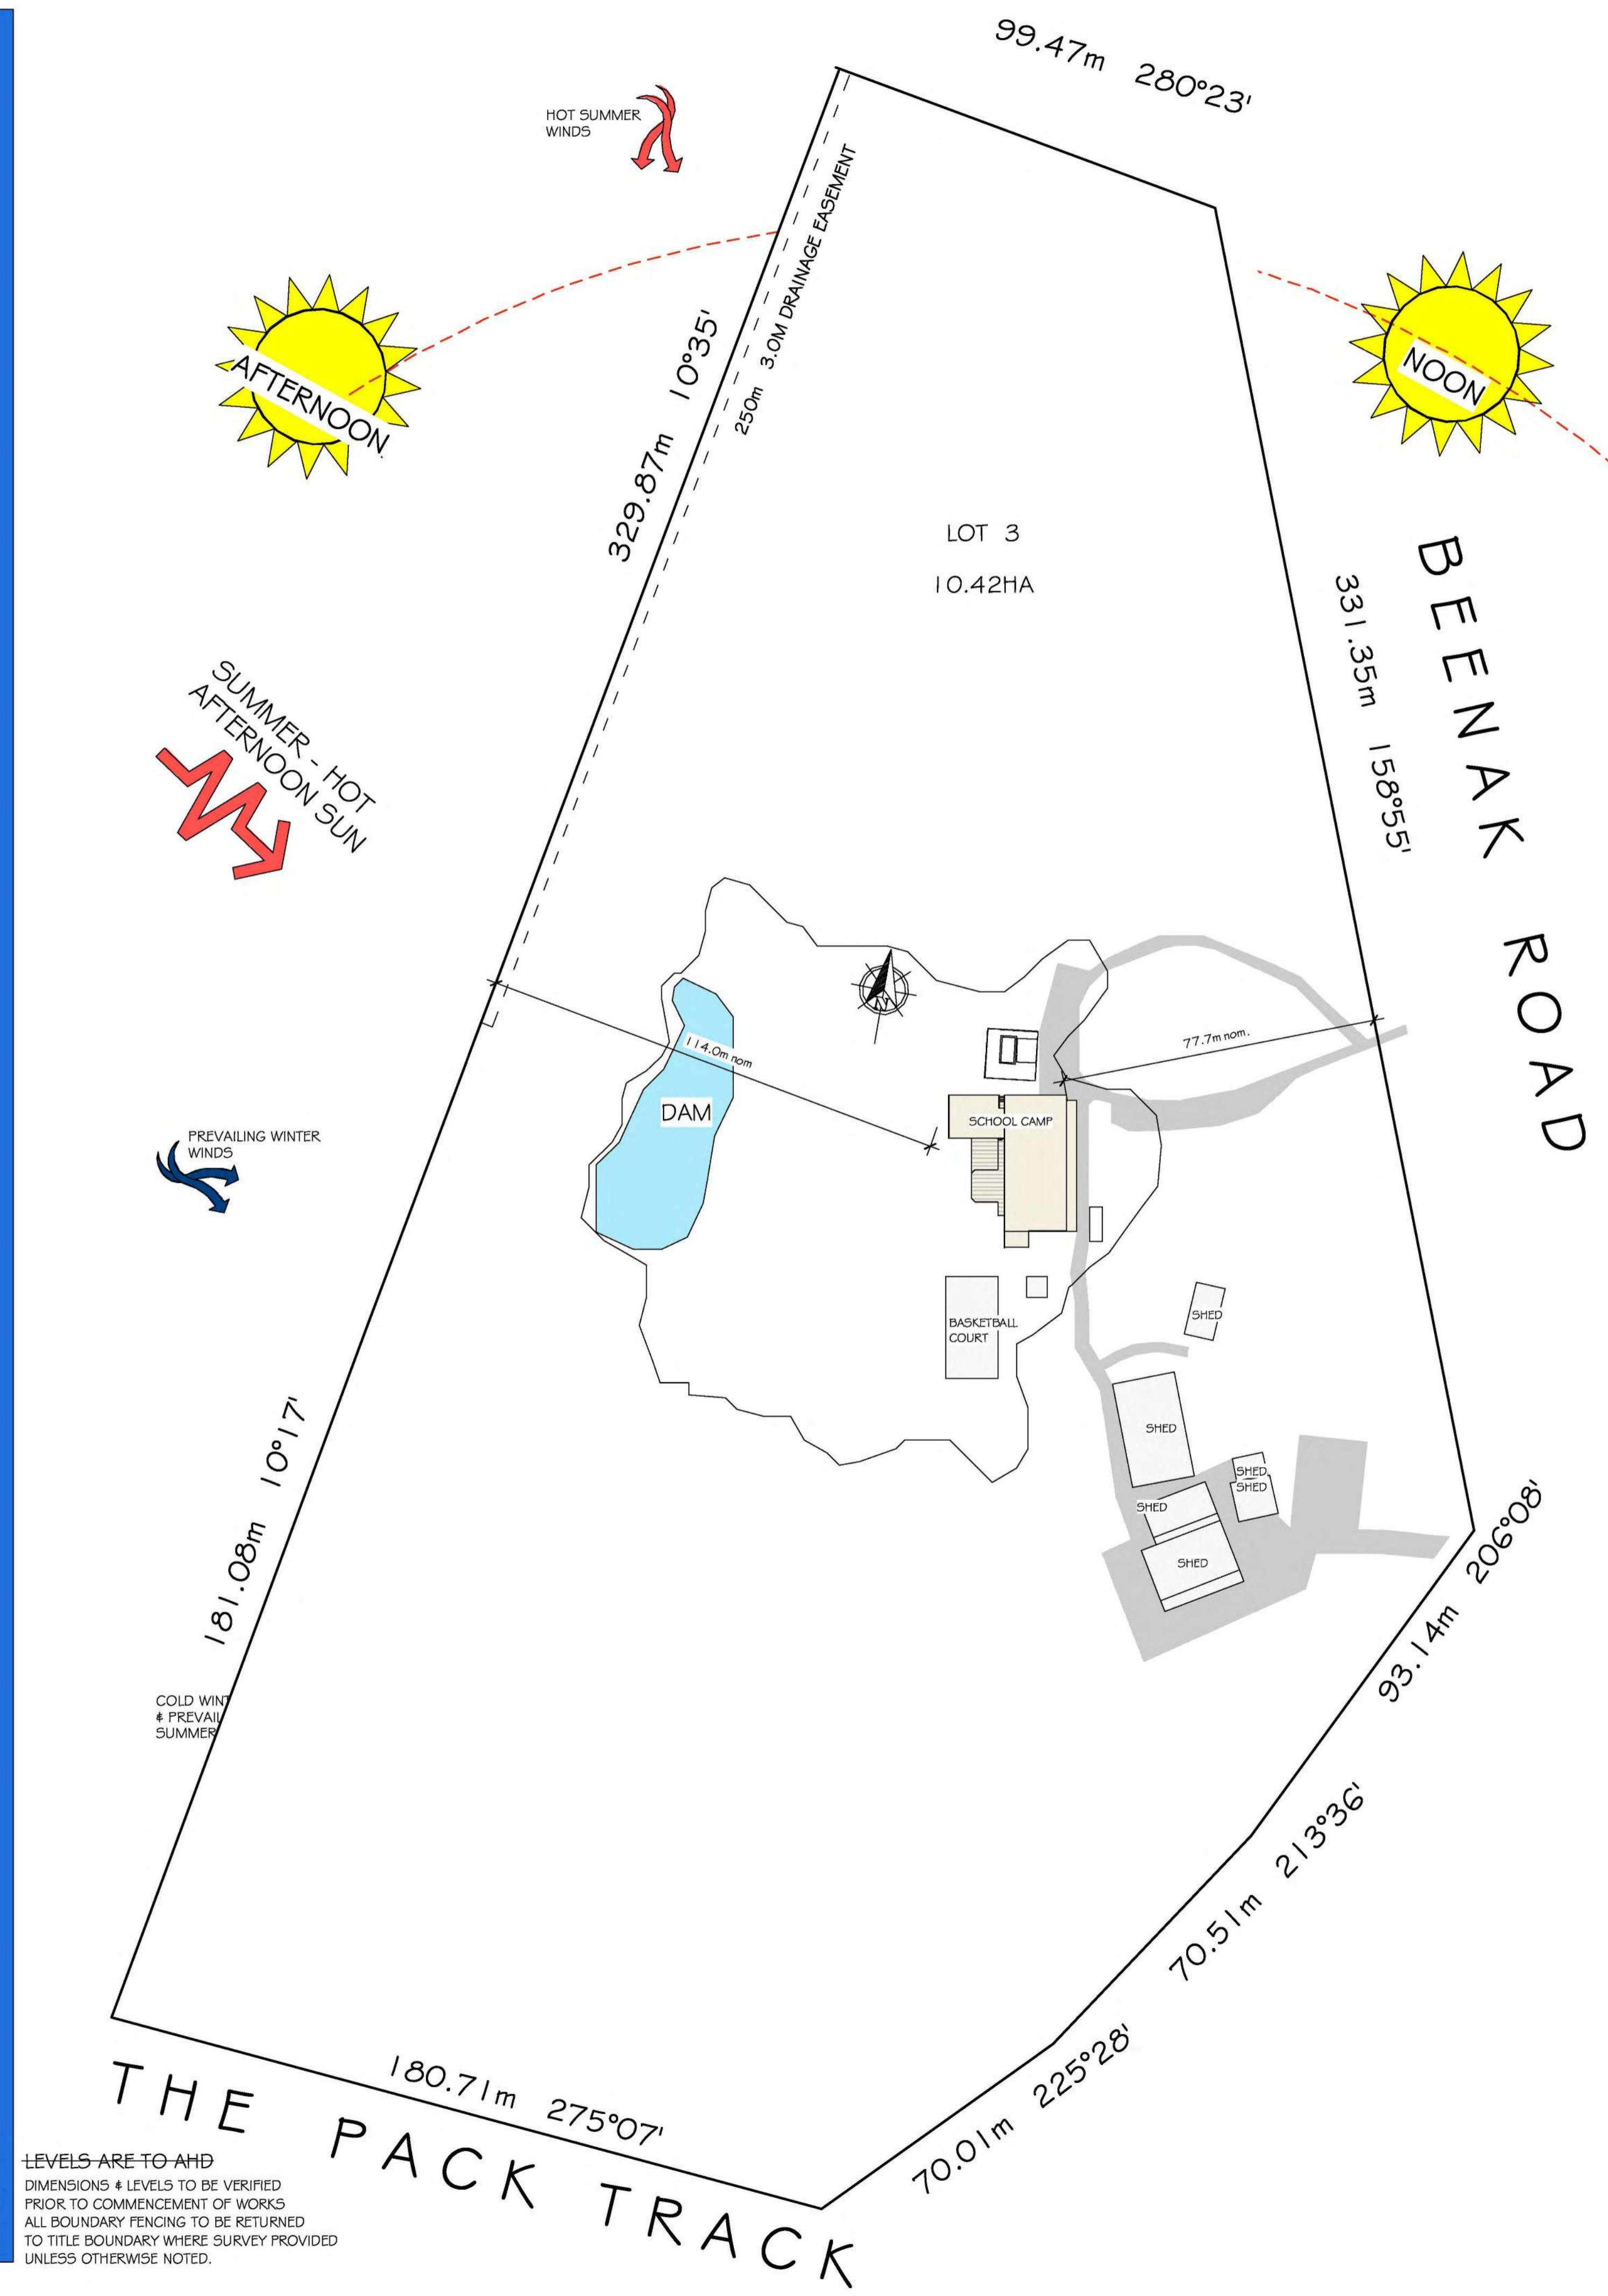 99.47m 280°23'
HOT SUMMER
WINDS
250m 3.0M DRAINAGE EASEMENT
AFTERNOON
NOON
329.87m 10°35'
LOT 3
10.42HA
331.35m 158°55'
BEENAK ROAD
SUMMER - HOT
AFTERNOON SUN
N
77.7m nom.
114.0m nom
DAM
SCHOOL CAMP
PREVAILING WINTER
WINDS
SHED
BASKETBALL
COURT
SHED
SHED
SHED
SHED
SHED
181.08m 10°17'
93.14m 206°08'
COLD WINT
& PREVAIL
SUMMER
70.51m 213°36'
70.01m 225°28'
180.71m 275°07'
THE PACK TRACK
LEVELS ARE TO AHD
DIMENSIONS & LEVELS TO BE VERIFIED
PRIOR TO COMMENCEMENT OF WORKS
ALL BOUNDARY FENCING TO BE RETURNED
TO TITLE BOUNDARY WHERE SURVEY PROVIDED
UNLESS OTHERWISE NOTED.